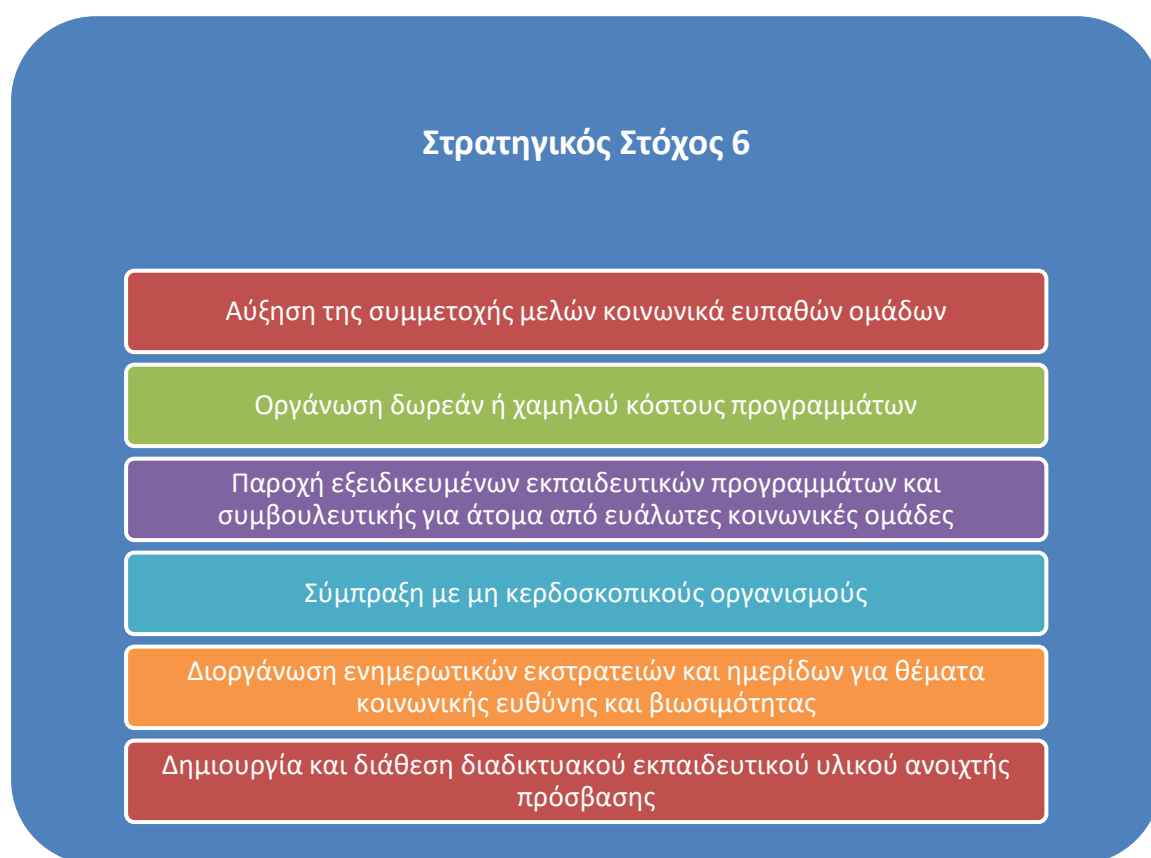 Στρατηγικός Στόχος 6
Αύξηση της συμμετοχής μελών κοινωνικά ευπαθών ομάδων
Οργάνωση δωρεάν ή χαμηλού κόστους προγραμμάτων
Παροχή εξειδικευμένων εκπαιδευτικών προγραμμάτων και
συμβουλευτικής για άτομα από ευάλωτες κοινωνικές ομάδες
Σύμπραξη με μη κερδοσκοπικούς οργανισμούς
Διοργάνωση ενημερωτικών εκστρατειών και ημερίδων για θέματα
κοινωνικής ευθύνης και βιωσιμότητας
Δημιουργία και διάθεση διαδικτυακού εκπαιδευτικού υλικού ανοιχτής
πρόσβασης